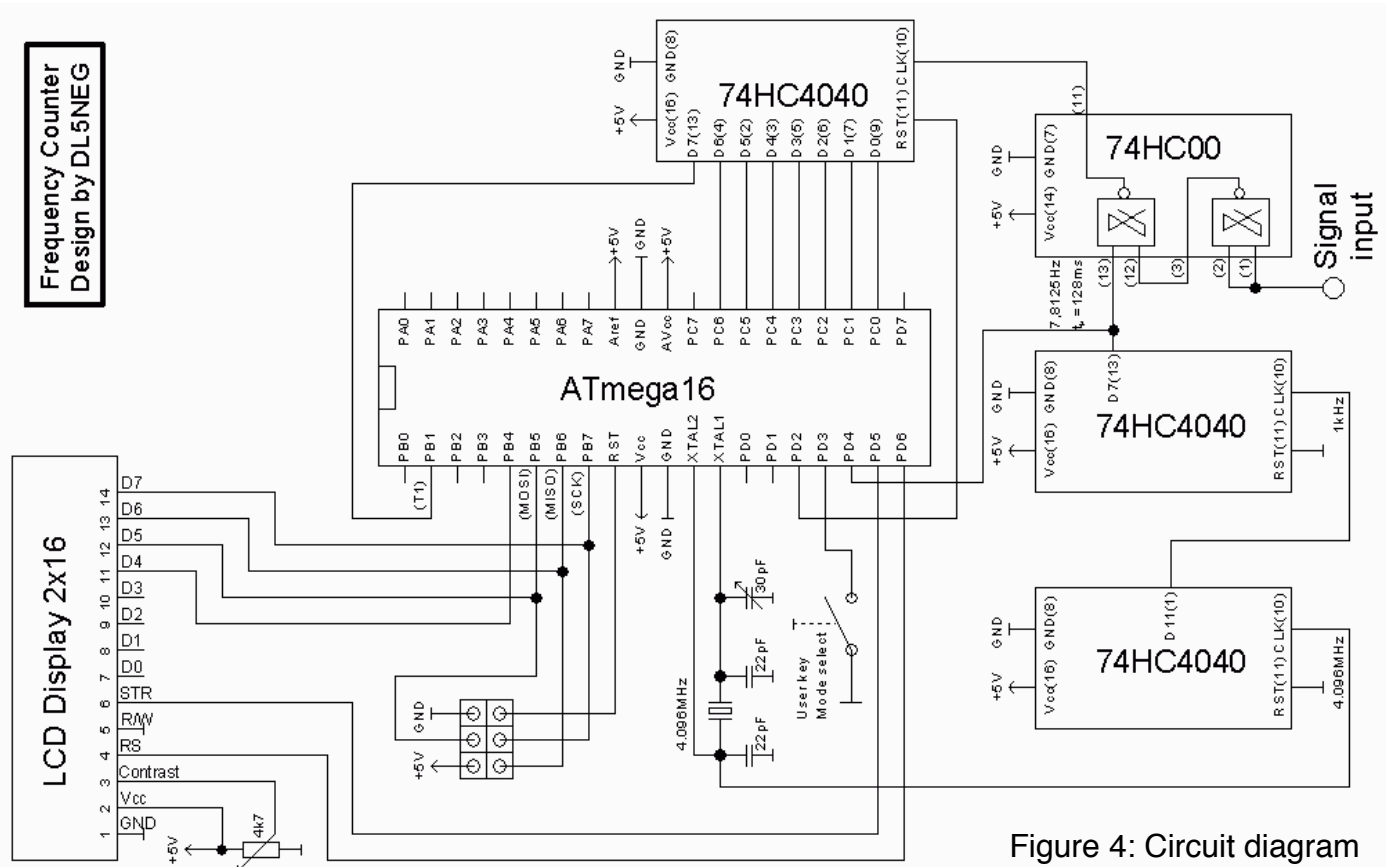 Frequency Counter
Design by DL5NEG
74HC4040
GND
GND(8)
+5V
Vcc(16)
D7(13)
D6(4)
D5(2)
D4(3)
D3(5)
D2(6)
D1(7)
D0(9)
RST(11)
CLK(10)
(11)
74HC00
GND
GND(7)
+5V
Vcc(14)
(13)
(12)
(3)
(2)
(1)
Signal
input
7,8125Hz
=128ms
ATmega16
PA0
PA1
PA2
PA3
PA4
PA5
PA6
PA7
Aref
GND
AVcc
PC7
PC6
PC5
PC4
PC3
PC2
PC1
PC0
PD7
+5V
GND
+5V
PB0
PB1
PB2
PB3
PB4
PB5
PB6
PB7
RST
Vcc
GND
XTAL2
XTAL1
PD0
PD1
PD2
PD3
PD4
PD5
PD6
(T1)
(MOSI)
(MISO)
(SCK)
+5V
GND
74HC4040
GND
GND(8)
+5V
Vcc(16)
D7(13)
CLK(10)
RST(11)
1kHz
74HC4040
GND
GND(8)
+5V
Vcc(16)
D11(1)
CLK(10)
RST(11)
4.096MHz
LCD Display 2x16
14 D7
13 D6
12 D5
11 D4
10 D3
9 D2
8 D1
7 D0
6 STR
5 R/W
4 RS
3 Contrast
2 Vcc
1 GND
+5V
4k7
GND
+5V
4.096MHz
30pF
22pF
22pF
User key
Mode select
Figure 4: Circuit diagram